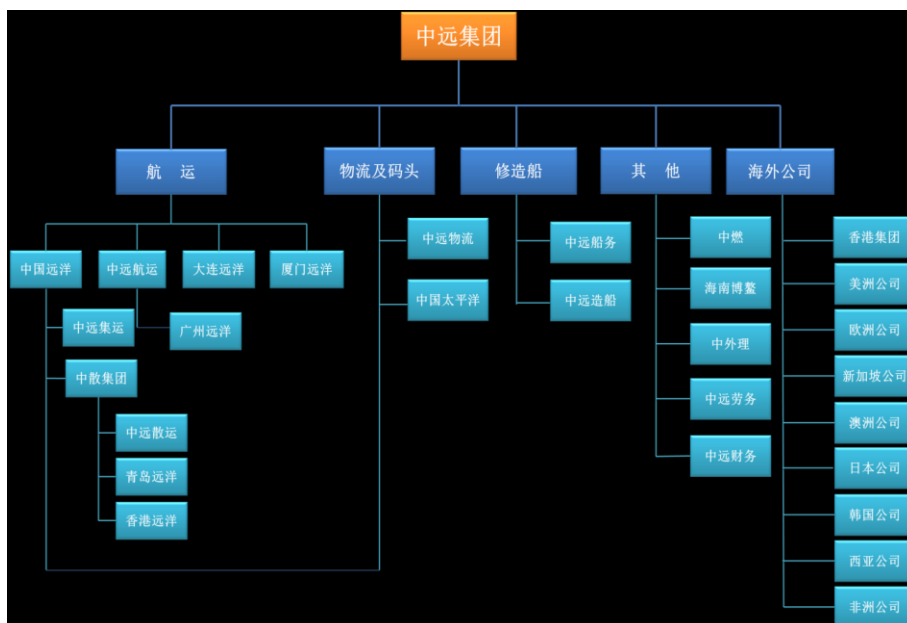 中远集团
航 运
物流及码头
修造船
其 他
海外公司
中国远洋
中远航运
大连远洋
厦门远洋
中远集运
广州远洋
中散集团
中远散运
青岛远洋
香港远洋
中远物流
中国太平洋
中远船务
中远造船
中燃
海南博鳌
中外理
中远劳务
中远财务
香港集团
美洲公司
欧洲公司
新加坡公司
澳洲公司
日本公司
韩国公司
西亚公司
非洲公司